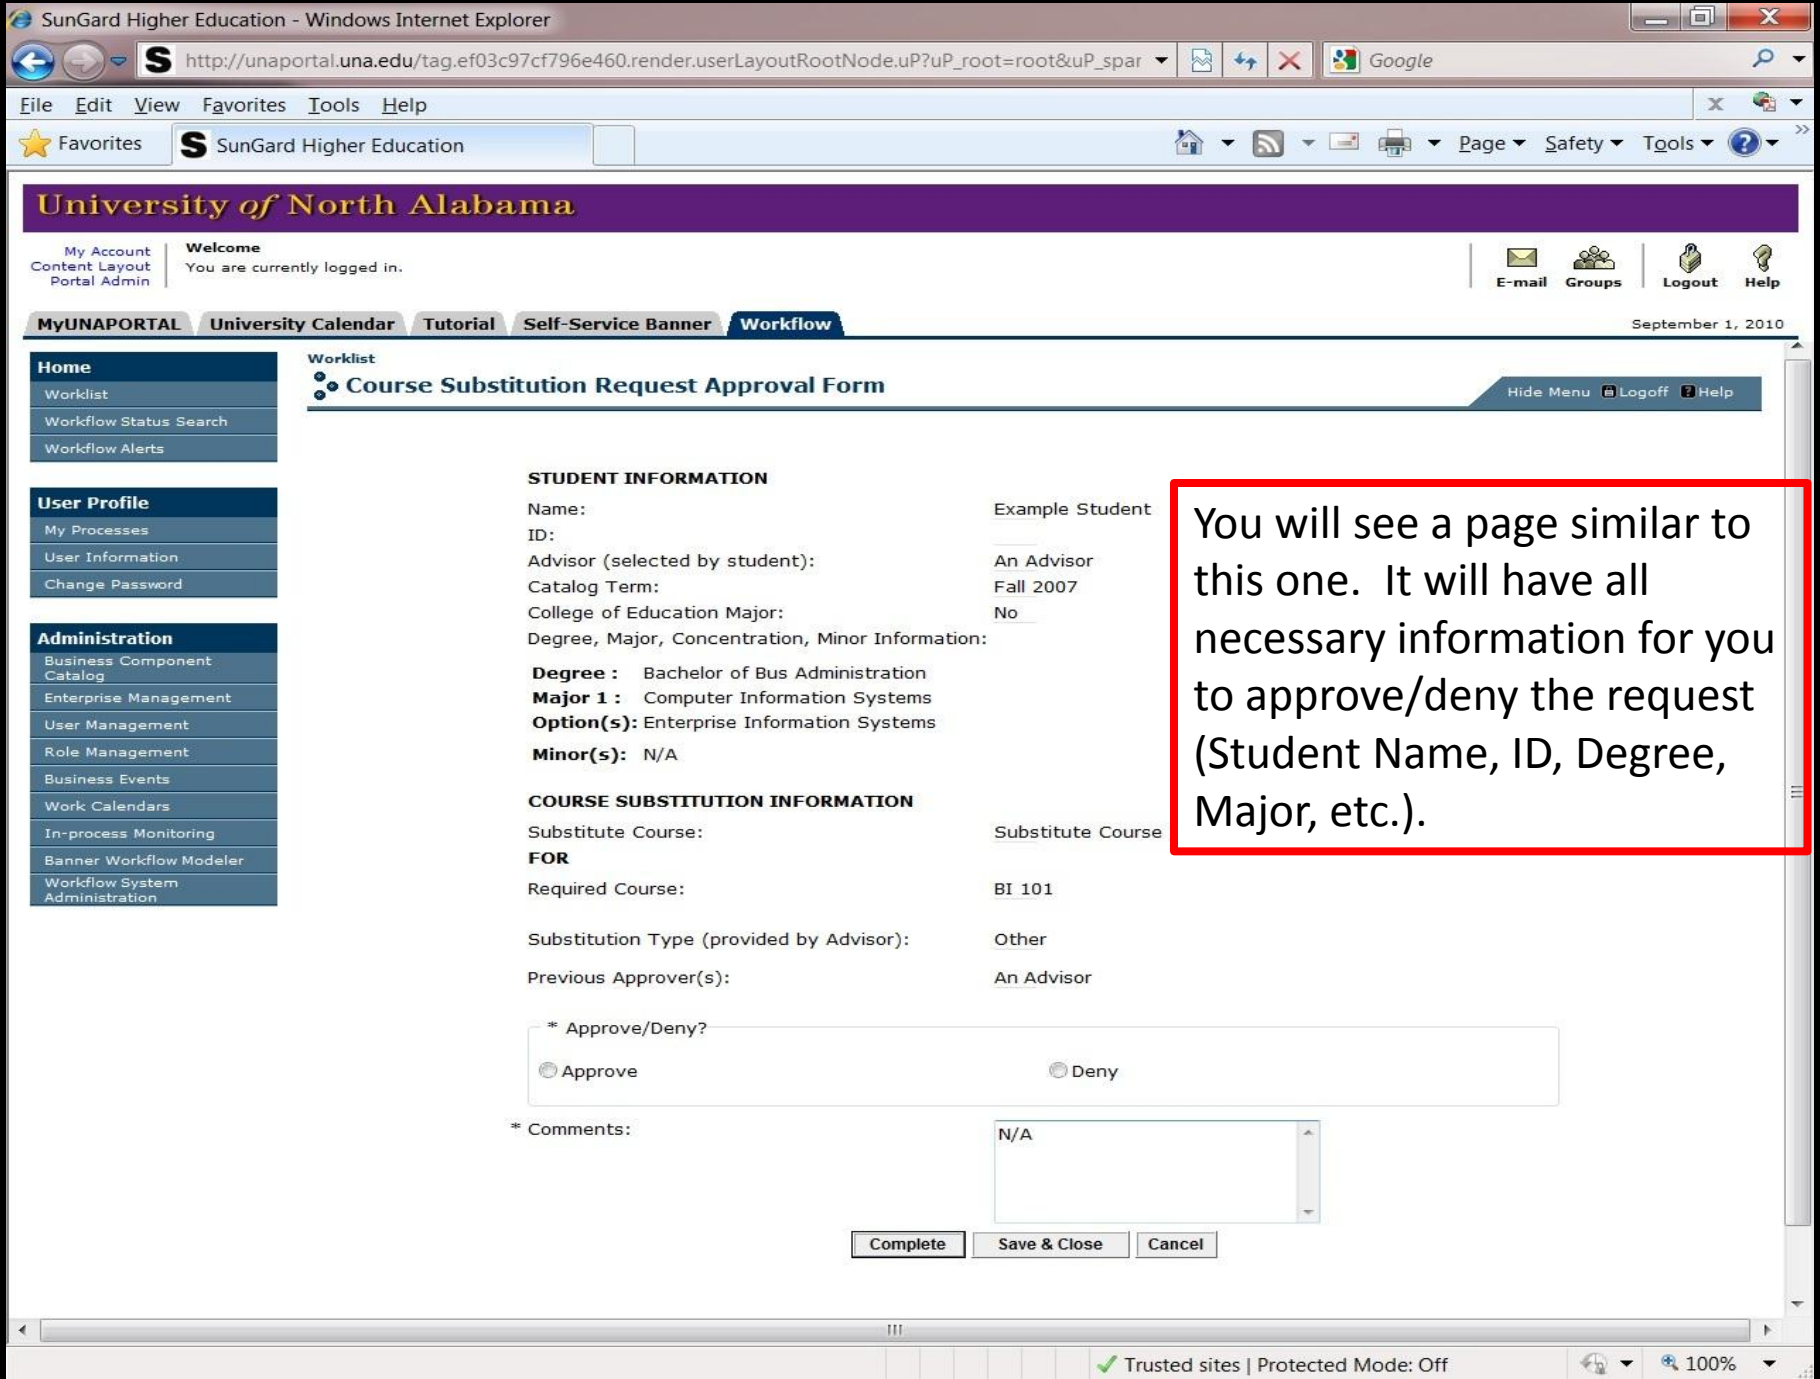 SunGard Higher Education - Windows Internet Explorer
S http://unaportal.una.edu/tag.ef03c97cf796e460.render.userLayoutRootNode.uP?uP_root=root&uP_spar
Google
File Edit View Favorites Tools Help
x
Favorites S SunGard Higher Education
Page Safety Tools
University of North Alabama
My Account
Content Layout
Portal Admin
Welcome
You are currently logged in.
E-mail Groups Logout Help
MyUNAPORTAL University Calendar Tutorial Self-Service Banner Workflow
September 1, 2010
Home
Worklist
Workflow Status Search
Workflow Alerts
User Profile
My Processes
User Information
Change Password
Administration
Business Component
Catalog
Enterprise Management
User Management
Role Management
Business Events
Work Calendars
In-process Monitoring
Banner Workflow Modeler
Workflow System
Administration
Worklist
Course Substitution Request Approval Form
Hide Menu Logoff ? Help
STUDENT INFORMATION
Name: Example Student
ID:
Advisor (selected by student): An Advisor
Catalog Term: Fall 2007
College of Education Major: No
Degree, Major, Concentration, Minor Information:
Degree : Bachelor of Bus Administration
Major 1 : Computer Information Systems
Option(s): Enterprise Information Systems
Minor(s): N/A
COURSE SUBSTITUTION INFORMATION
Substitute Course: Substitute Course
FOR
Required Course: BI 101
Substitution Type (provided by Advisor): Other
Previous Approver(s): An Advisor
* Approve/Deny?
Approve Deny
* Comments: N/A
Complete Save & Close Cancel
You will see a page similar to
this one. It will have all
necessary information for you
to approve/deny the request
(Student Name, ID, Degree,
Major, etc.).
Trusted sites | Protected Mode: Off
100%